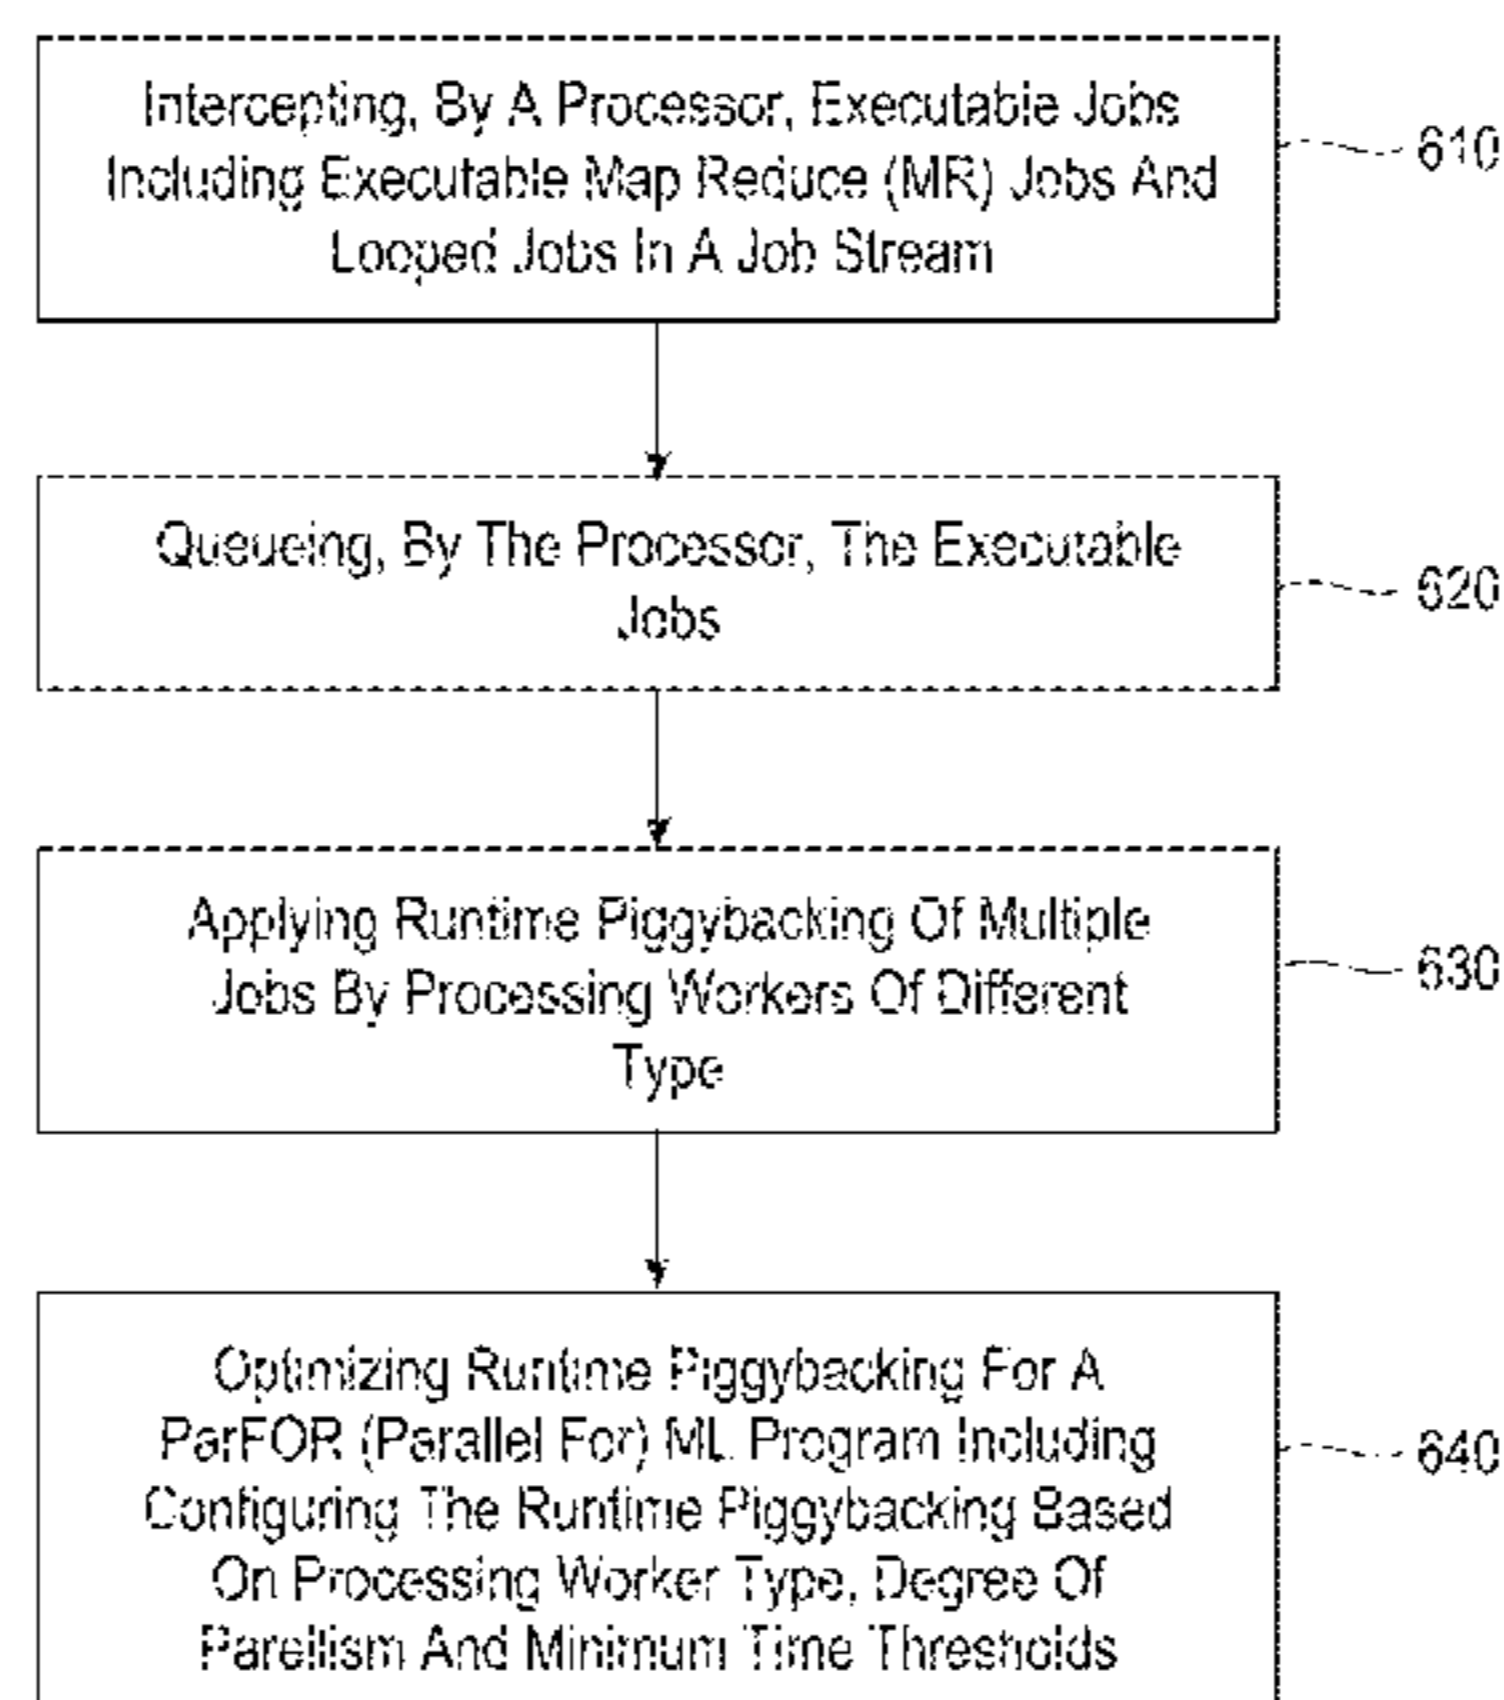 Intercepting, By A Processor, Executable Jobs
Including Executable Map Reduce (MR) Jobs And
Looped Jobs In A Job Stream
610
Queueing, By The Processor, The Executable
Jobs
620
Applying Runtime Piggybacking Of Multiple
Jobs By Processing Workers Of Different
Type
630
Optimizing Runtime Piggybacking For A
ParFOR (Parallel For) ML Program Including
Configuring The Runtime Piggybacking Based
On Processing Worker Type, Degree Of
Parellism And Minimum Time Thresholds
640